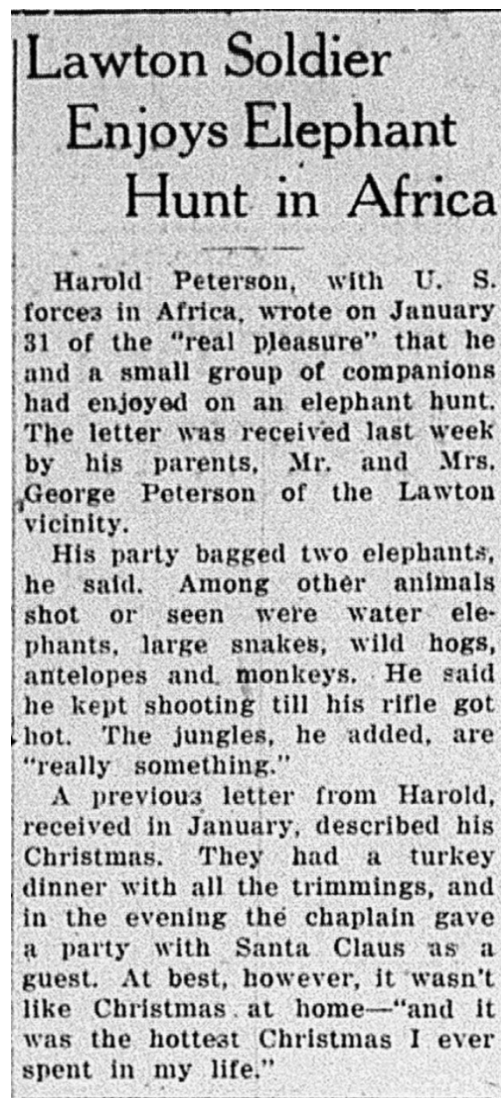 Lawton Soldier
Enjoys Elephant
Hunt in Africa
Harold Peterson, with U. S.
forces in Africa, wrote on January
31 of the "real pleasure" that he
and a small group of companions
had enjoyed on an elephant hunt.
The letter was received last week
by his parents, Mr. and Mrs.
George Peterson of the Lawton
vicinity.
His party bagged two elephants,
he said. Among other animals
shot or seen were water ele-
phants, large snakes, wild hogs,
antelopes and monkeys. He said
he kept shooting till his rifle got
hot. The jungles, he added, are
"really something."
A previous letter from Harold,
received in January, described his
Christmas. They had a turkey
dinner with all the trimmings, and
in the evening the chaplain gave
a party with Santa Claus as a
guest. At best, however, it wasn't
like Christmas at home—"and it
was the hottest Christmas I ever
spent in my life."